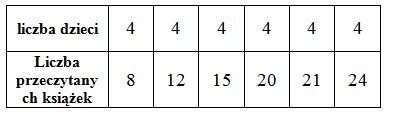 liczba dzieci 4 4 4 4 4 4
Liczba
przeczytany
ch książek 8 12 15 20 21 24